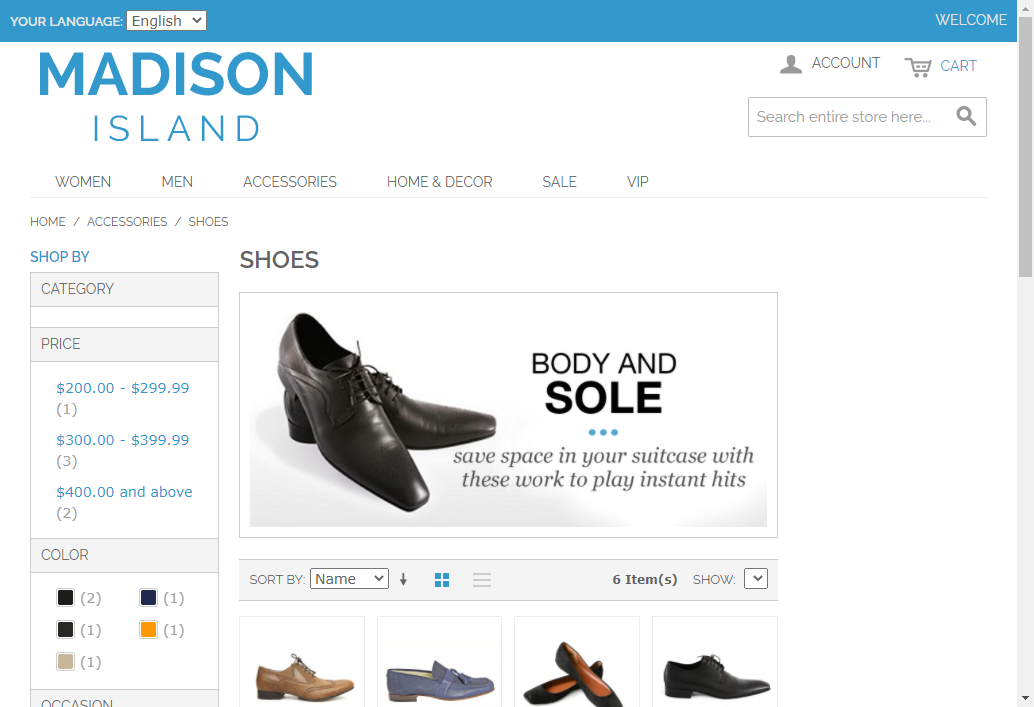 YOUR LANGUAGE: English
WELCOME
MADISON
ISLAND
ACCOUNT
CART
Search entire store here...
WOMEN
MEN
ACCESSORIES
HOME & DECOR
SALE
VIP
HOME / ACCESSORIES / SHOES
SHOP BY
CATEGORY
PRICE
$200.00 - $299.99
(1)
$300.00 - $399.99
(3)
$400.00 and above
(2)
COLOR
(2)
(1)
(1)
(1)
(1)
OCCASION
SHOES
BODY AND
SOLE
save space in your suitcase with
these work to play instant hits
SORT BY: Name
6 Item(s)
SHOW: